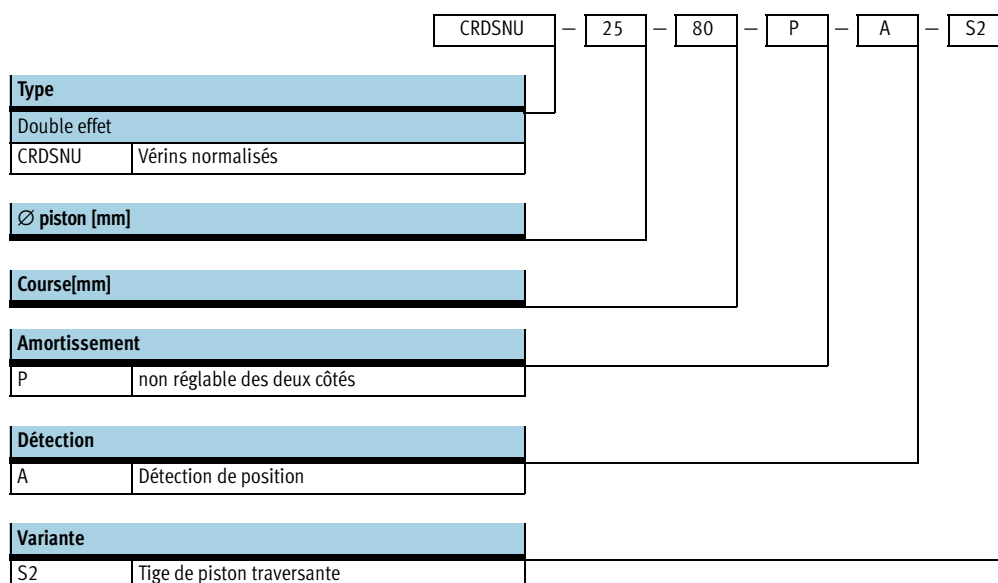 CRDSNU – 25 – 80 – P – A – S2
Type
Double effet
CRDSNU Vérins normalisés
∅ piston [mm]
Course[mm]
Amortissement
P non réglable des deux côtés
Détection
A Détection de position
Variante
S2 Tige de piston traversante